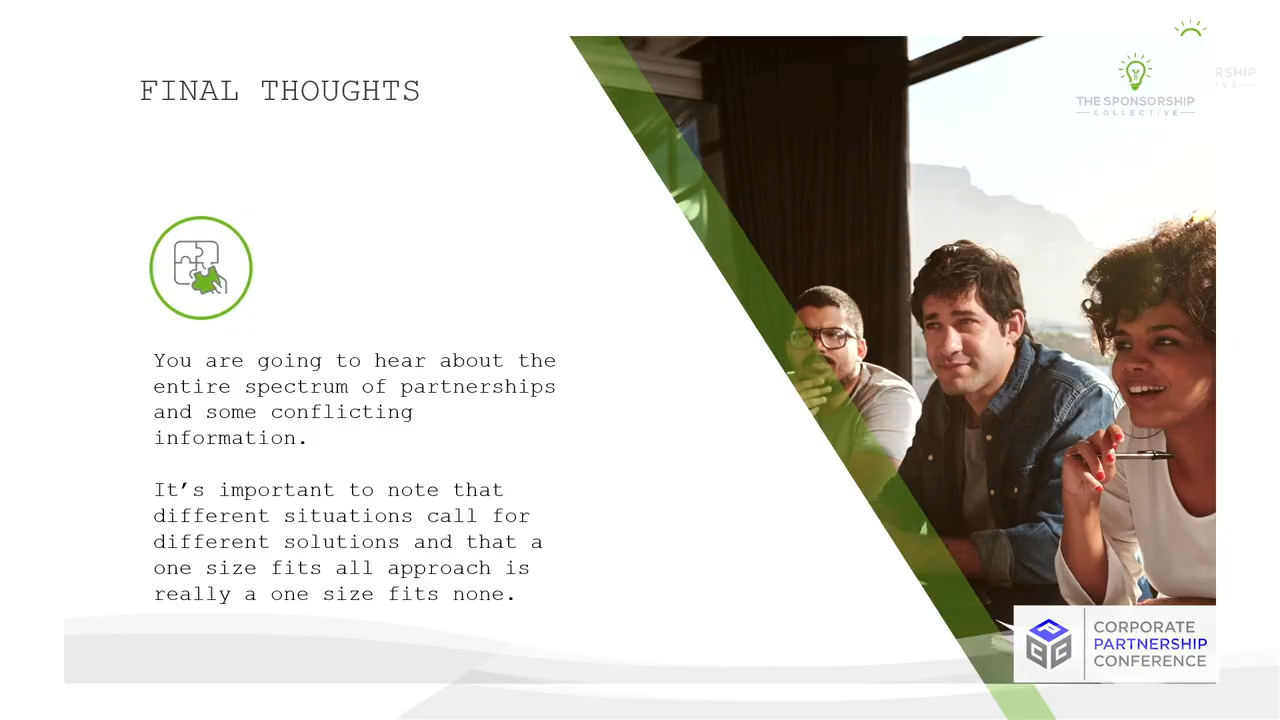 FINAL THOUGHTS
THE SPONSORSHIP
COLLECTIVE
RSHIP
IVE
You are going to hear about the
entire spectrum of partnerships
and some conflicting
information.
It’s important to note that
different situations call for
different solutions and that a
one size fits all approach is
really a one size fits none.
CORPORATE
PARTNERSHIP
CONFERENCE